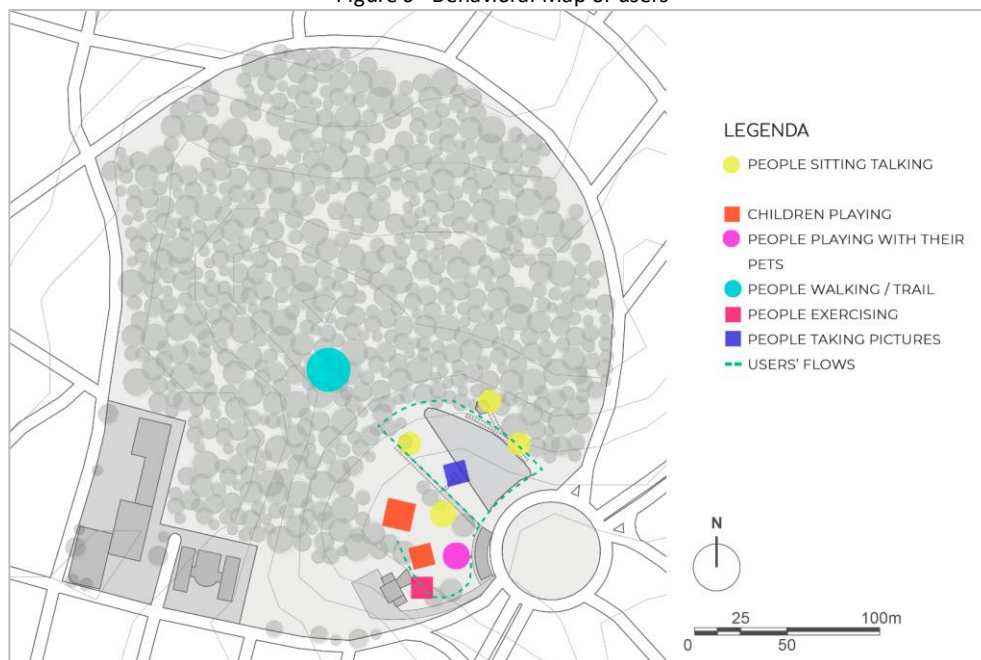 LEGENDA
PEOPLE SITTING TALKING
CHILDREN PLAYING
PEOPLE PLAYING WITH THEIR
PETS
PEOPLE WALKING / TRAIL
PEOPLE EXERCISING
PEOPLE TAKING PICTURES
USERS' FLOWS
N
25 100m
0 50